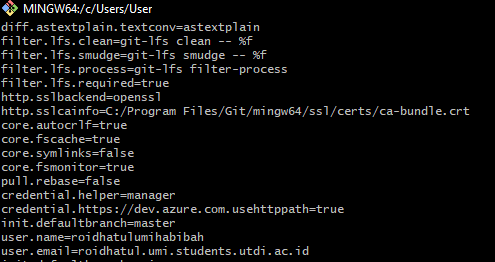 MINGW64:/c/Users/User
diff.astextplain.textconv=astextplain
filter.lfs.clean=git-lfs clean -- %f
filter.lfs.smudge=git-lfs smudge -- %f
filter.lfs.process=git-lfs filter-process
filter.lfs.required=true
http.sslbackend=openssl
http.sslcainfo=C:/Program Files/Git/mingw64/ssl/certs/ca-bundle.crt
core.autocrlf=true
core.fscache=true
core.symlinks=false
core.fsmonitor=true
pull.rebase=false
credential.helper=manager
credential.https://dev.azure.com.usehttppath=true
init.defaultbranch=master
user.name=roidhatulumihabibah
user.email=roidhatul.umi.students.utdi.ac.id